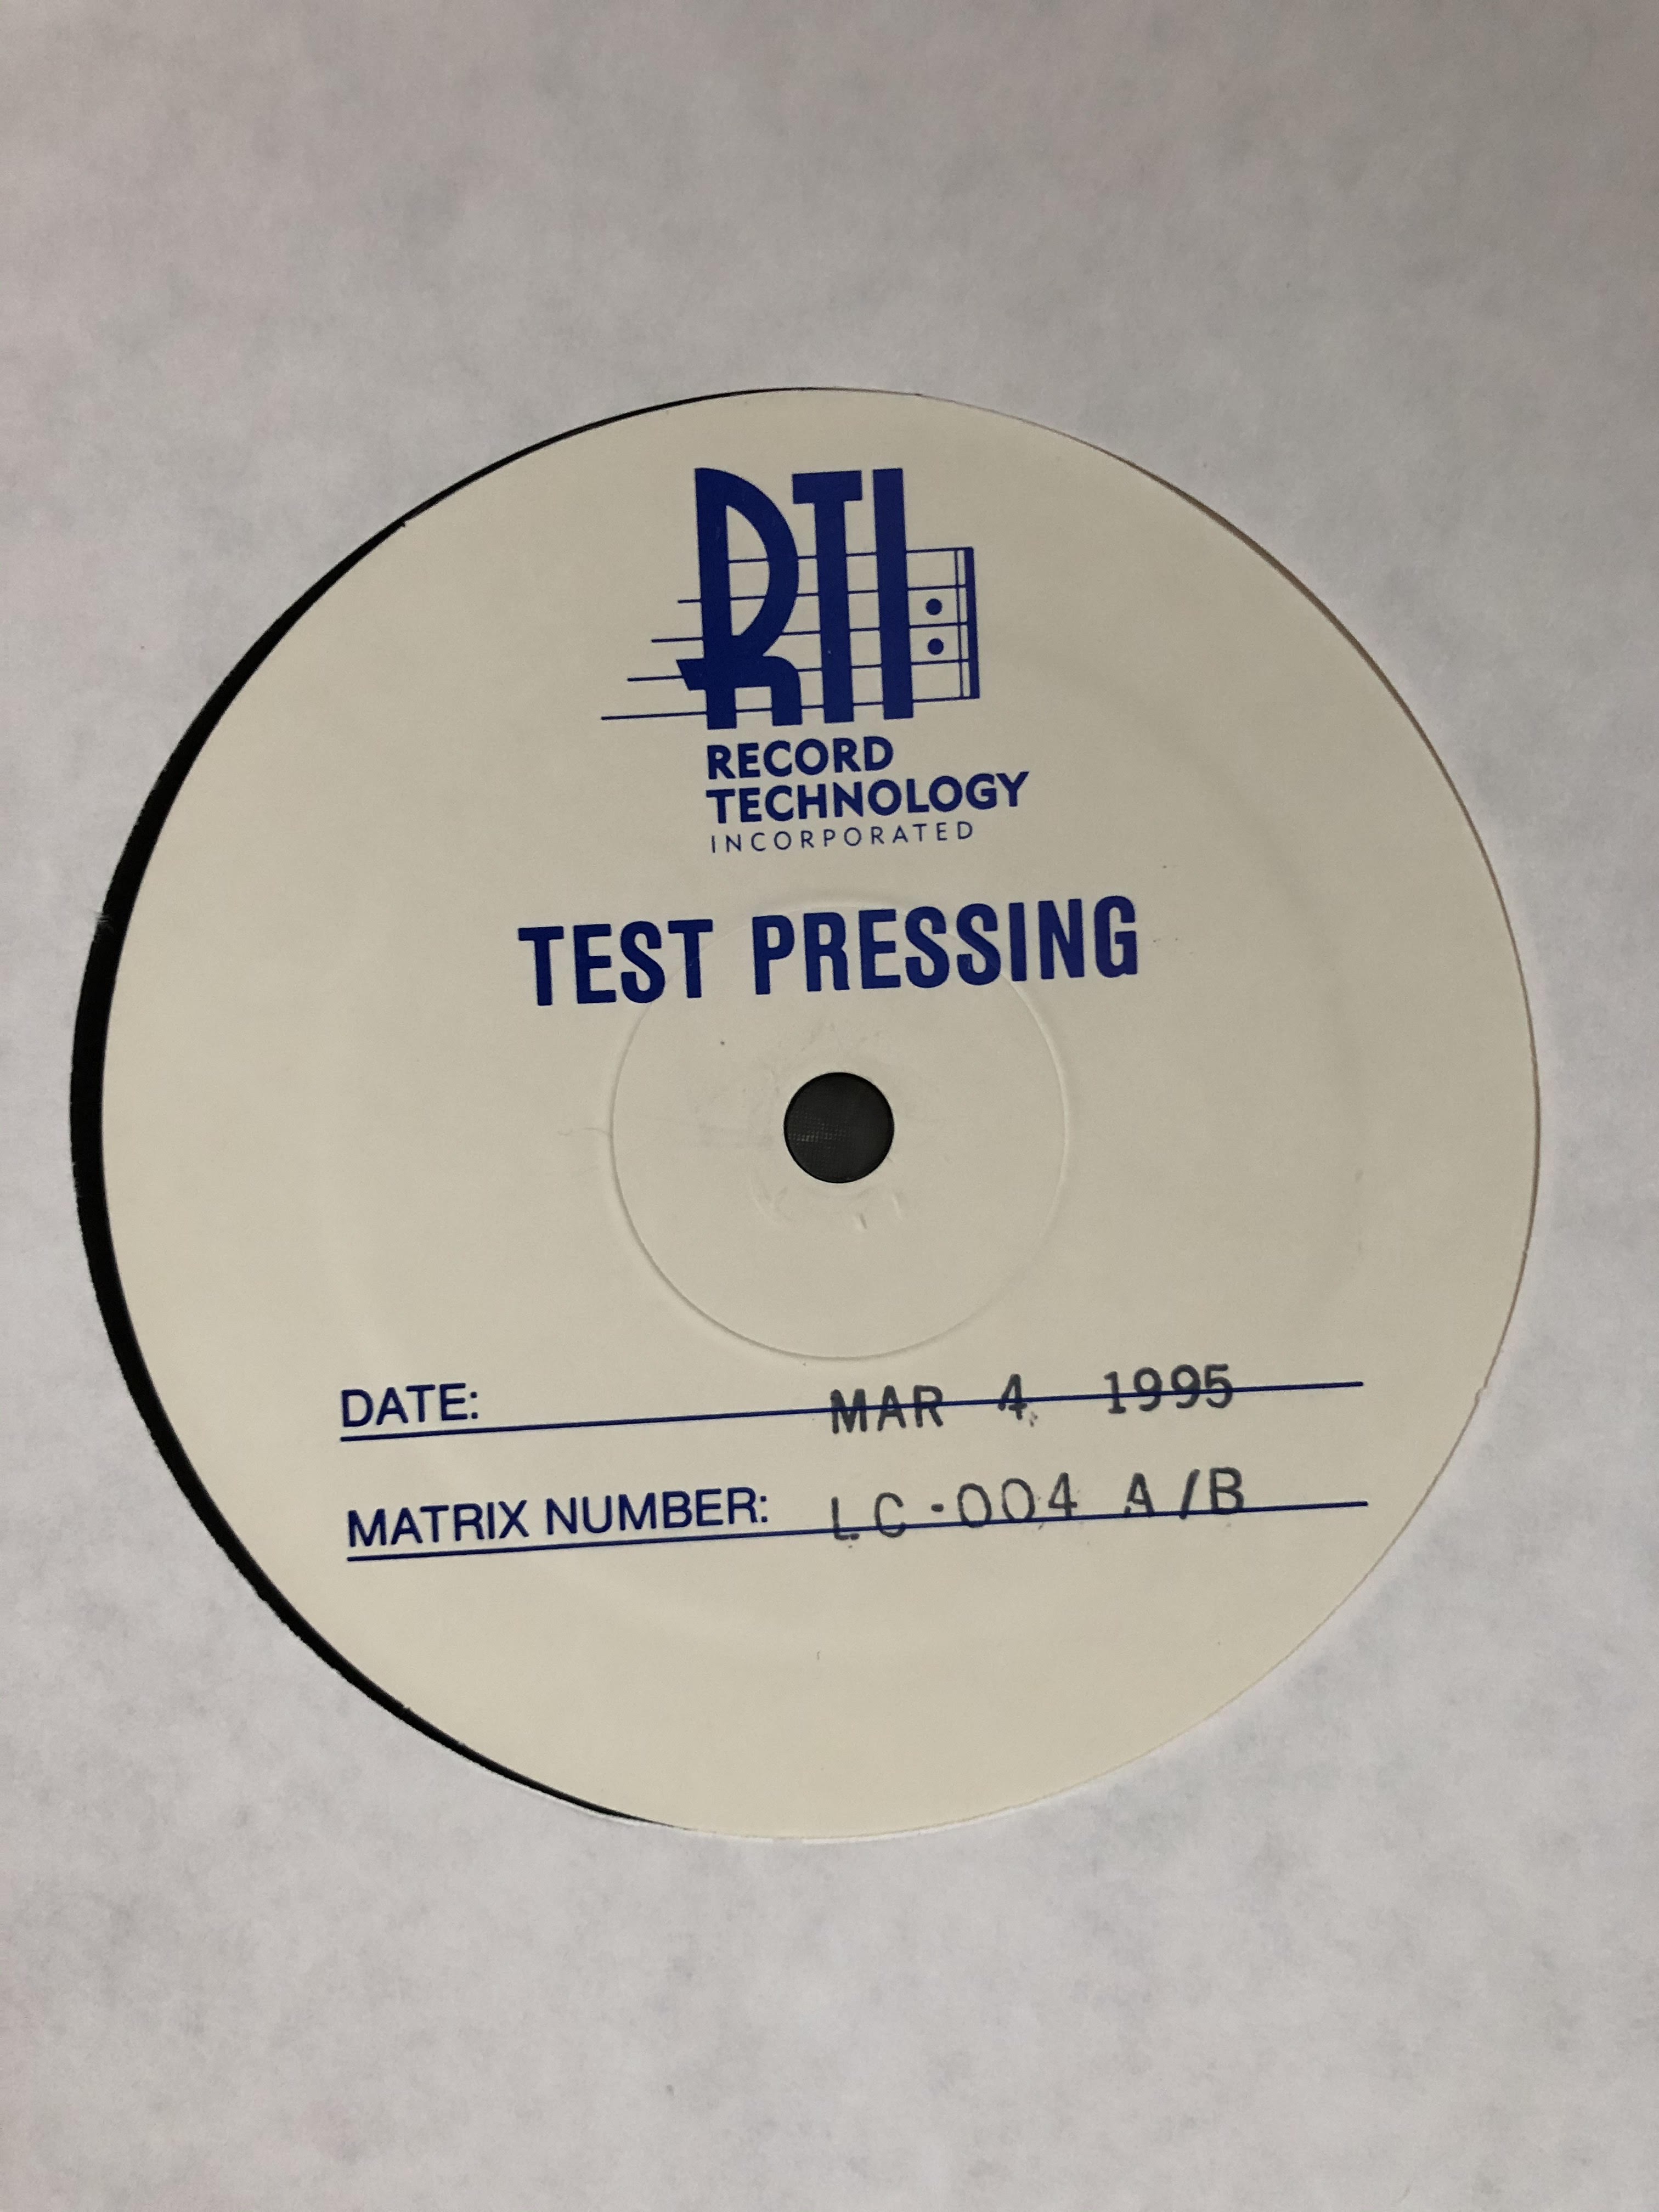 RTI
RECORD
TECHNOLOGY
INCORPORATED
TEST PRESSING
DATE: MAR 4 1995
MATRIX NUMBER: LC-004 A/B